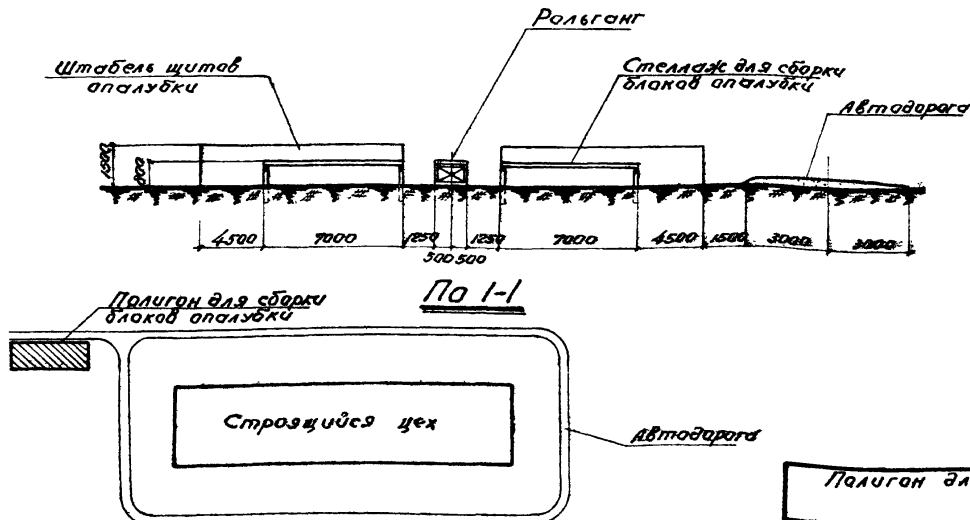 Рольганг
Штабель щитов
опалубки
Стеллаж для сборки
блоков опалубки
Автодорога
1500
800
4500
7000
1250
500
500
1250
7000
4500
1500
3000
3000
По 1-1
Полигон для сборки
блоков опалубки
Строящийся цех
Автодорога
Полигон дл